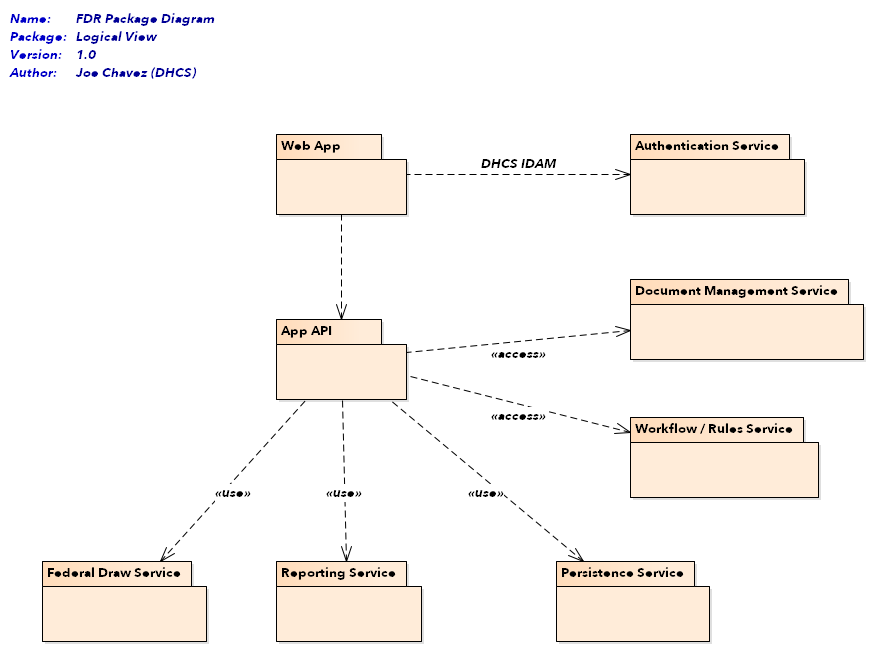 Name: FDR Package Diagram
Package: Logical View
Version: 1.0
Author: Joe Chavez (DHCS)
Web App
DHCS IDAM
Authentication Service
Document Management Service
App API
«access»
«access»
Workflow / Rules Service
«use»
«use»
«use»
Federal Draw Service
Reporting Service
Persistence Service